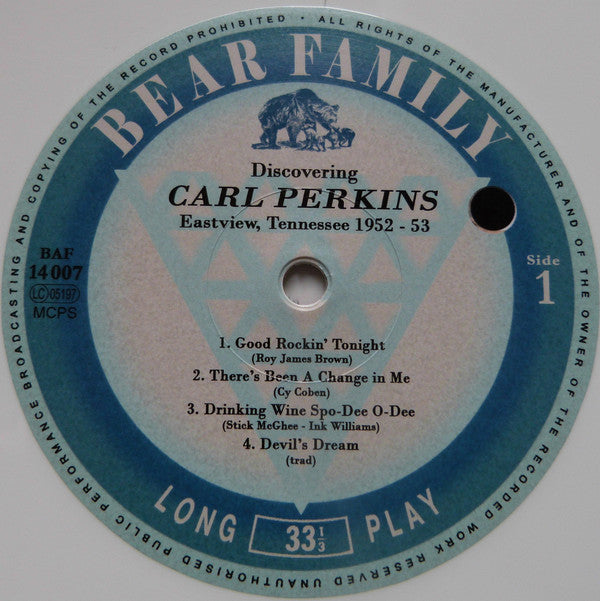 ALL RIGHTS OF THE MANUFACTURER AND OF THE OWNER OF THE RECORDED WORK RESERVED UNAUTHORISED PUBLIC PERFORMANCE BROADCASTING AND COPYING OF THE RECORD PROHIBITED •
BEAR FAMILY
Discovering
CARL PERKINS
Eastview, Tennessee 1952 - 53
BAF
14 007
LC 05197
MCPS
Side
1
1. Good Rockin' Tonight
(Roy James Brown)
2. There's Been A Change in Me
(Cy Coben)
3. Drinking Wine Spo-Dee O-Dee
(Stick McGhee - Ink Williams)
4. Devil's Dream
(trad)
LONG 33 1/3 PLAY